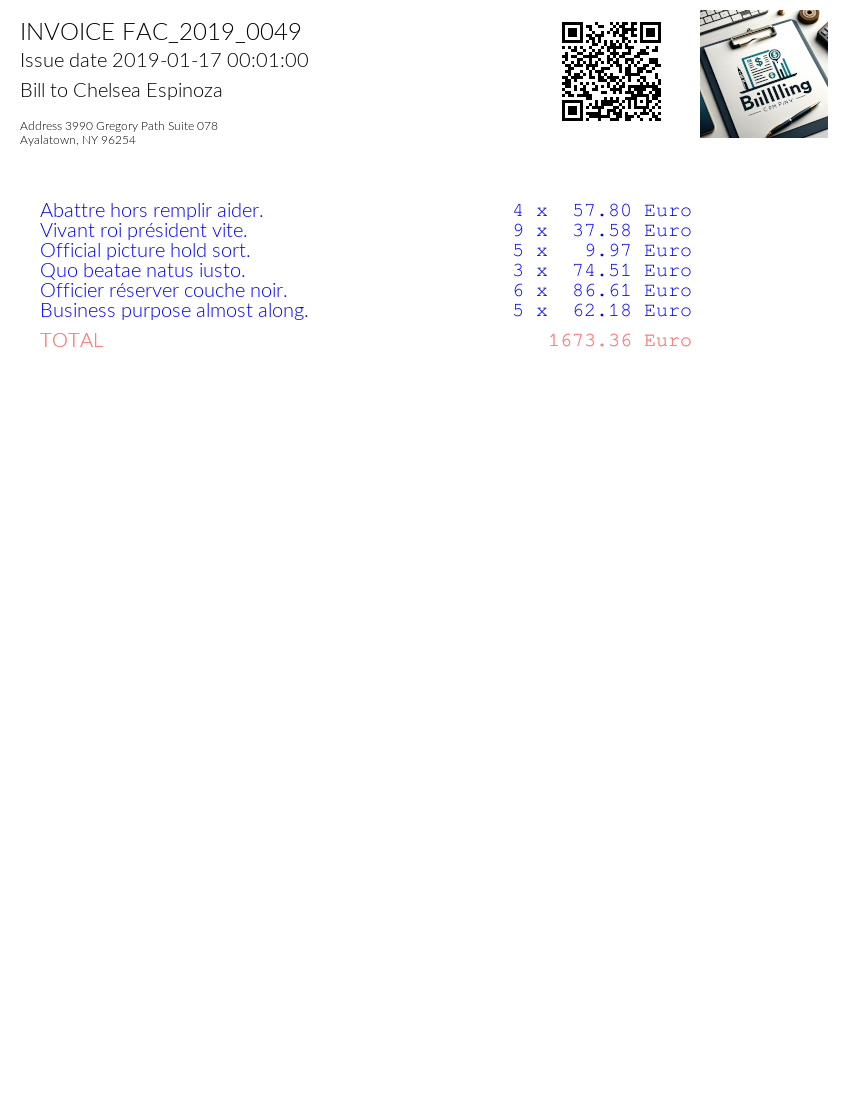 INVOICE FAC_2019_0049
Issue date 2019-01-17 00:01:00
Bill to Chelsea Espinoza
Address 3990 Gregory Path Suite 078
Ayalatown, NY 96254
Biillling
COMPANY
Abattre hors remplir aider. 4 x 57.80 Euro
Vivant roi président vite. 9 x 37.58 Euro
Official picture hold sort. 5 x 9.97 Euro
Quo beatae natus iusto. 3 x 74.51 Euro
Officier réserver couche noir. 6 x 86.61 Euro
Business purpose almost along. 5 x 62.18 Euro
TOTAL 1673.36 Euro